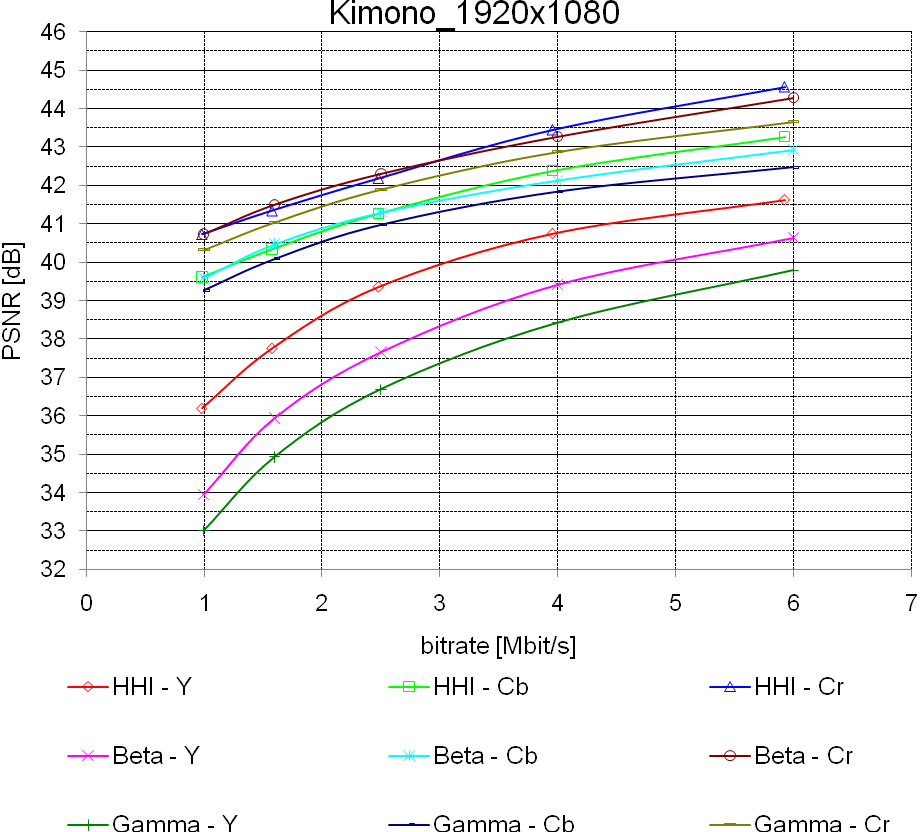 Kimono_1920x1080
46
45
44
43
42
41
40
39
38
37
36
35
34
33
32
PSNR [dB]
0 1 2 3 4 5 6 7
bitrate [Mbit/s]
HHI - Y HHI - Cb HHI - Cr
Beta - Y Beta - Cb Beta - Cr
Gamma - Y Gamma - Cb Gamma - Cr